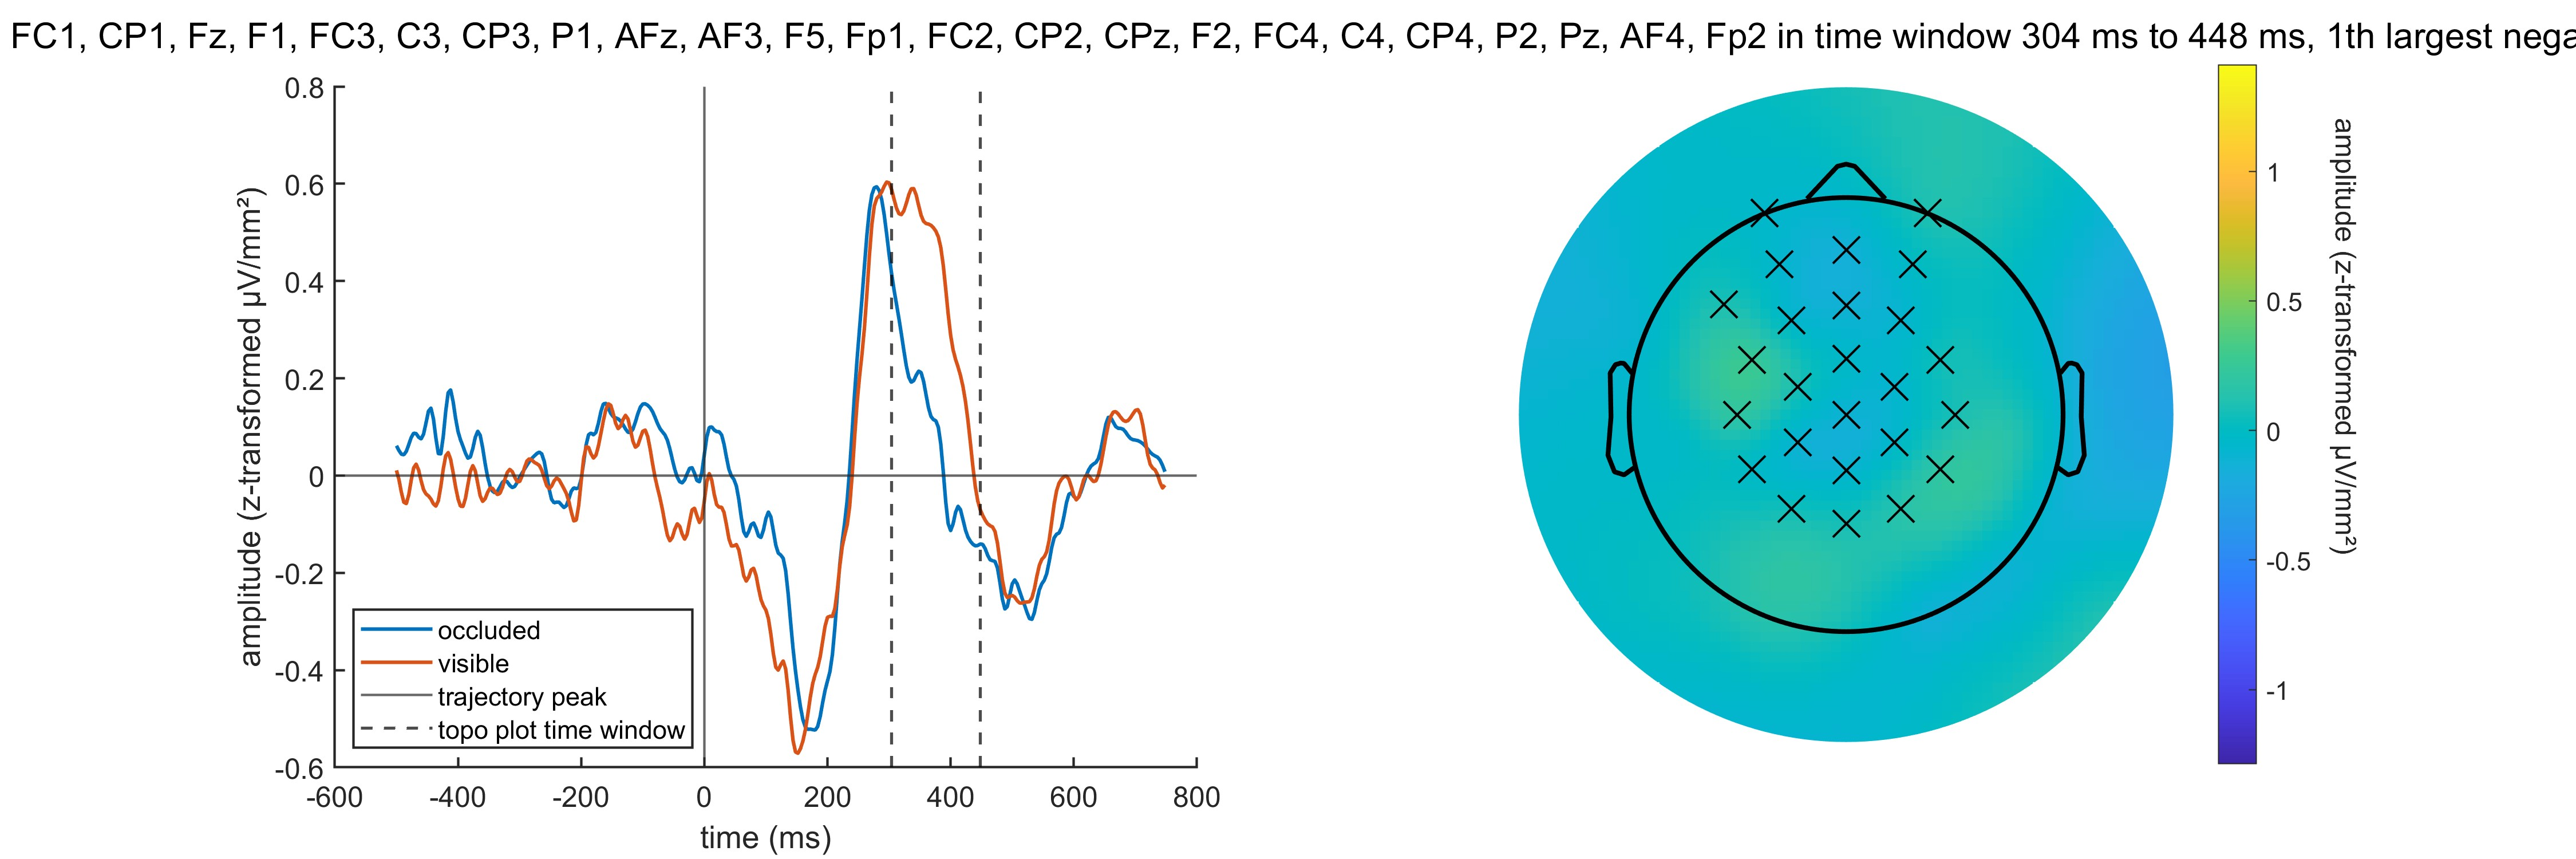 FC1, CP1, Fz, F1, FC3, C3, CP3, P1, AFz, AF3, F5, Fp1, FC2, CP2, CPz, F2, FC4, C4, CP4, P2, Pz, AF4, Fp2 in time window 304 ms to 448 ms, 1th largest nega
0.8
0.6
0.4
0.2
0
-0.2
-0.4
-0.6
amplitude (z-transformed µV/mm²)
occluded
visible
trajectory peak
topo plot time window
-600 -400 -200 0 200 400 600 800
time (ms)
1
0.5
0
-0.5
-1
amplitude (z-transformed µV/mm²)